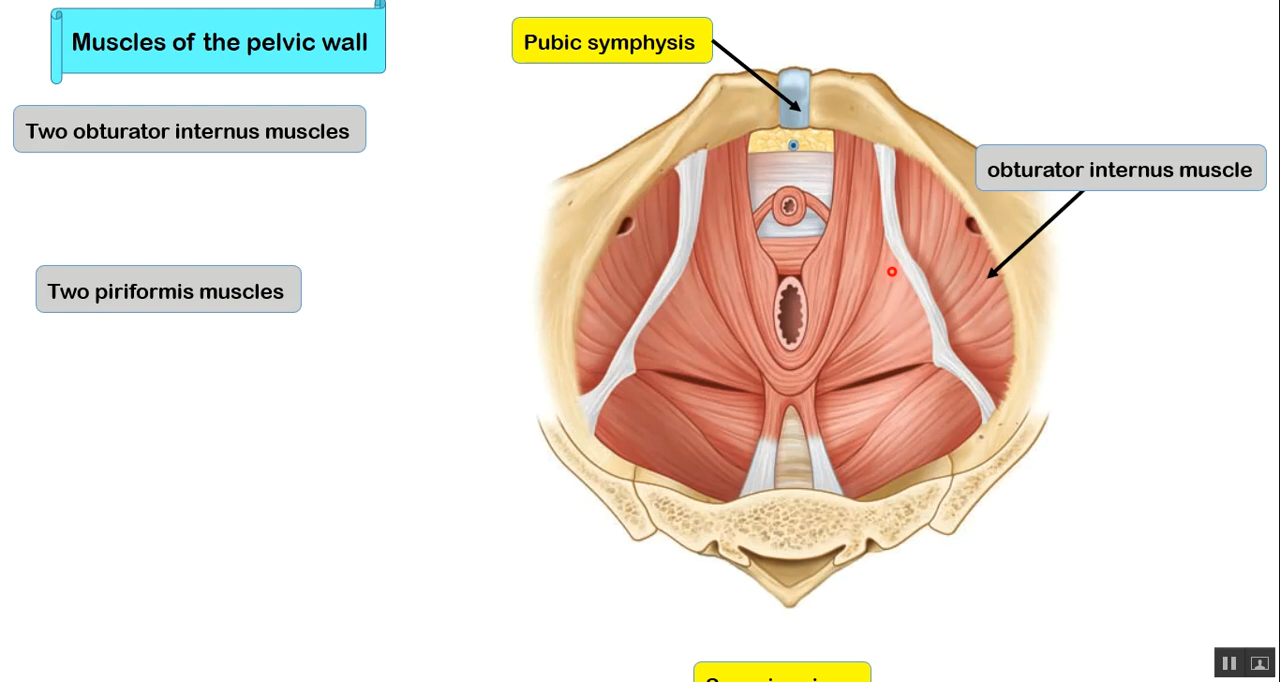 Muscles of the pelvic wall
Pubic symphysis
Two obturator internus muscles
obturator internus muscle
Two piriformis muscles